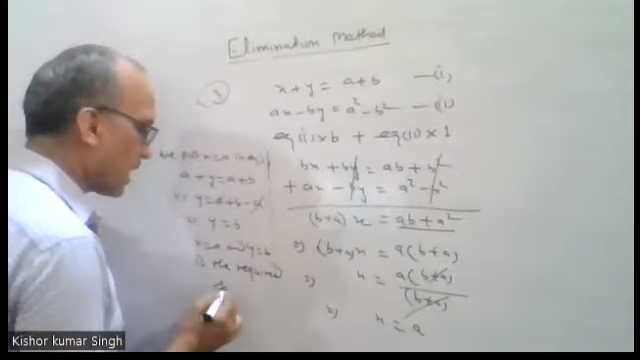 Elimination Method
3
x + y = a + b —(i)
ax - by = a² - b² —(ii)
eq(i) × b + eq(ii) × 1
bx + by = ab + b²
+ ax - by = a² - b²
(b+a) x = ab + a²
⇒ (b+a)x = a(b+a)
⇒ x = a(b+a)
(b+a)
⇒ x = a
we put x = a in eq(i)
a + y = a + b
⇒ y = a + b - a
⇒ y = b
x = a and y = b
is the required
Kishor kumar Singh